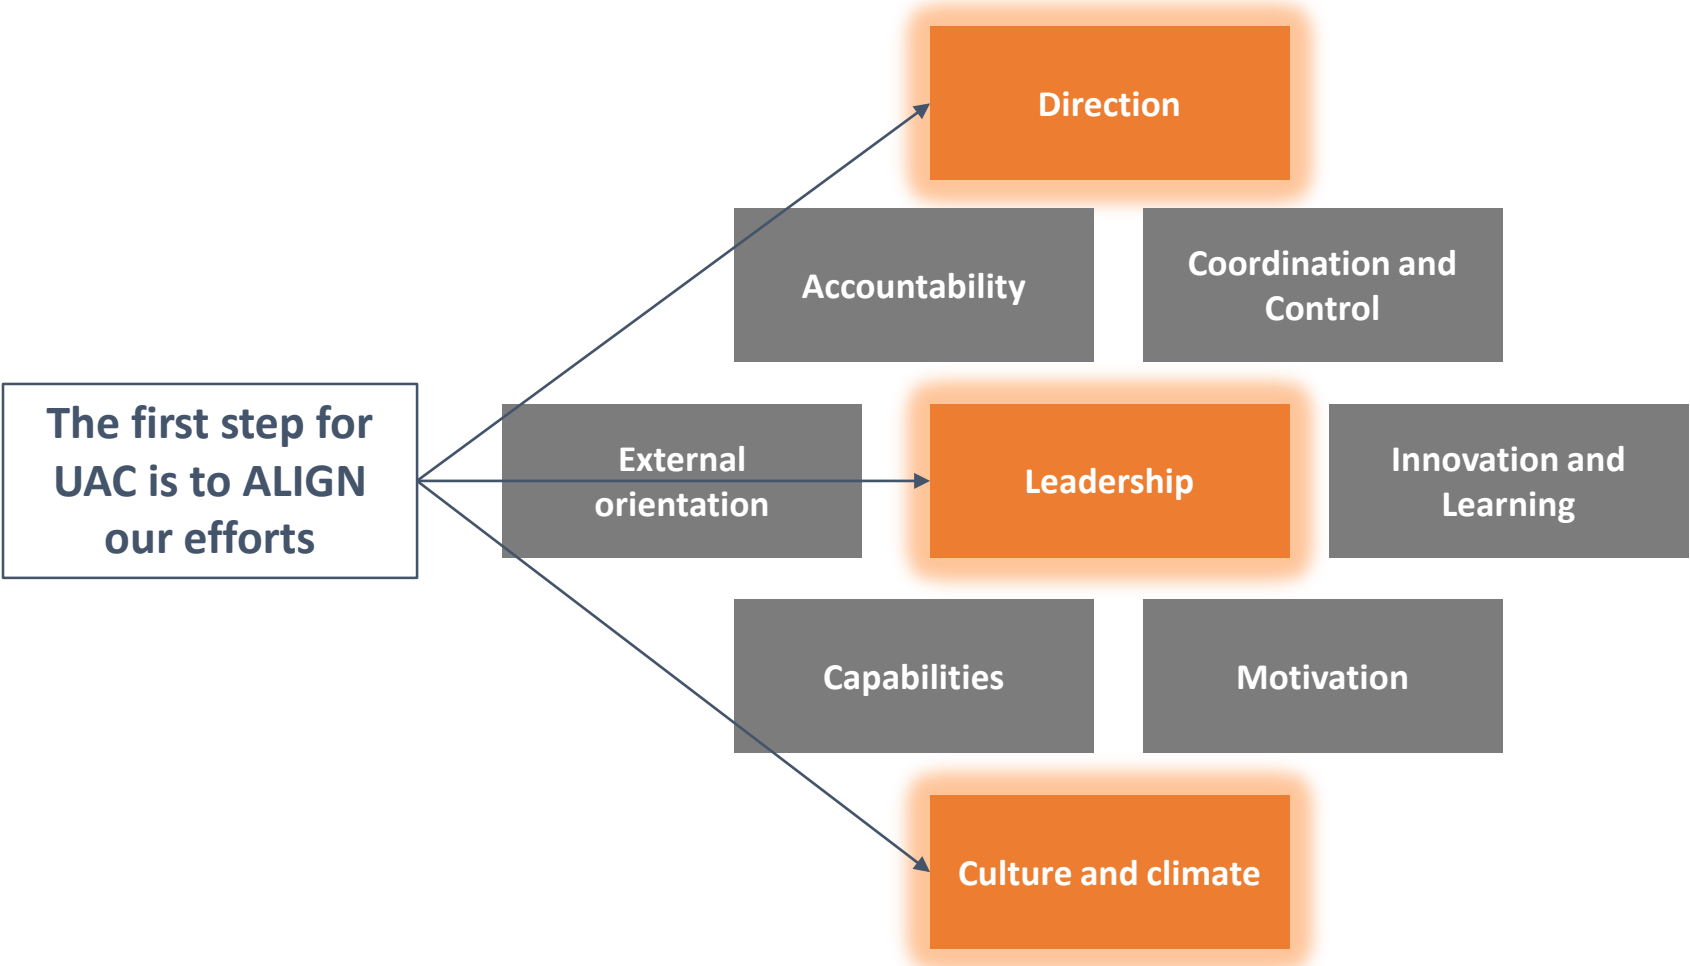 Direction
Accountability
Coordination and
Control
The first step for
UAC is to ALIGN
our efforts
External
orientation
Leadership
Innovation and
Learning
Capabilities
Motivation
Culture and climate